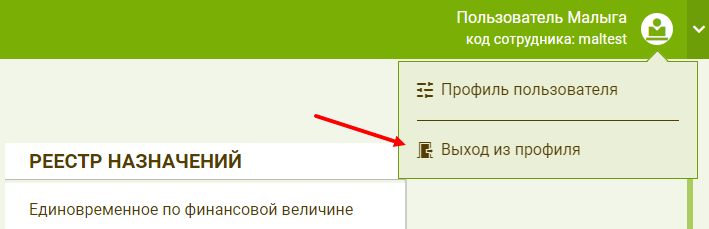 Пользователь Малыга
код сотрудника: maltest
Профиль пользователя
Выход из профиля
РЕЕСТР НАЗНАЧЕНИЙ
Единовременное по финансовой величине